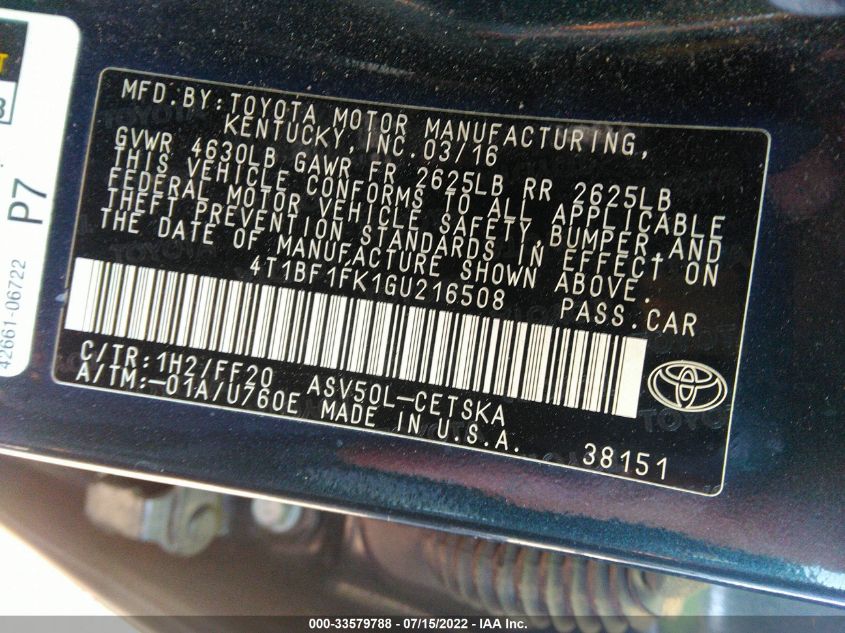 MFD.BY:TOYOTA MOTOR MANUFACTURING,
KENTUCKY, INC. 03/16
GVWR 4630LB GAWR FR 2625LB RR 2625LB
THIS VEHICLE CONFORMS TO ALL APPLICABLE
FEDERAL MOTOR VEHICLE SAFETY,BUMPER,AND
THEFT PREVENTION STANDARDS IN EFFECT ON
THE DATE OF MANUFACTURE SHOWN ABOVE.
4T1BF1FK1GU216508 PASS.CAR
C/TR:1H2/FF20 ASV50L-CETSKA
A/TM:-01A/U760E MADE IN U.S.A.
38151
P7
42661-06722
000-33579788 - 07/15/2022 - IAA Inc.